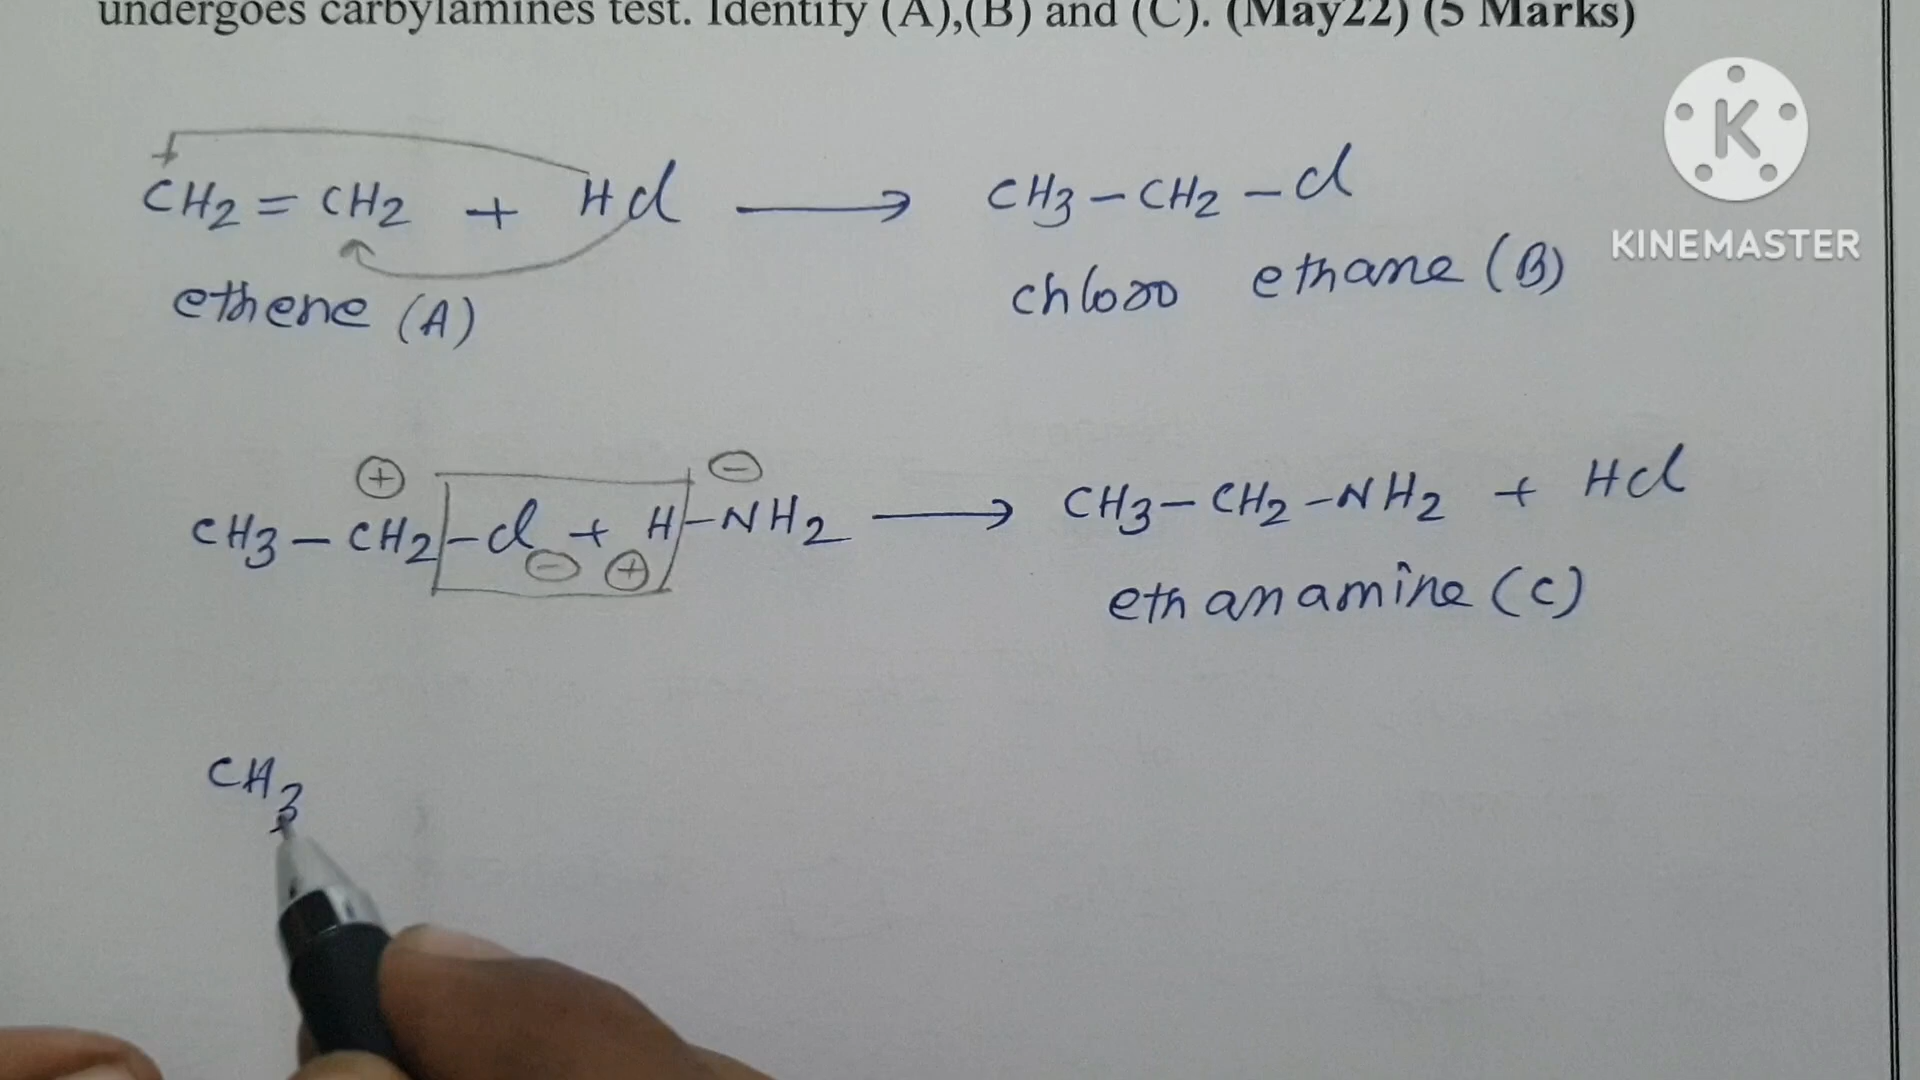 undergoes carbylamines test. Identify (A),(B) and (C). (May22) (5 Marks)
K
KINEMASTER
CH2 = CH2 + HCl ⟶ CH3 – CH2 – Cl
ethene (A) chloro ethane (B)
⊕ ⊖
CH3 – CH2 – Cl + H – NH2 ⟶ CH3 – CH2 – NH2 + HCl
⊖ ⊕
ethanamine (C)
CH3